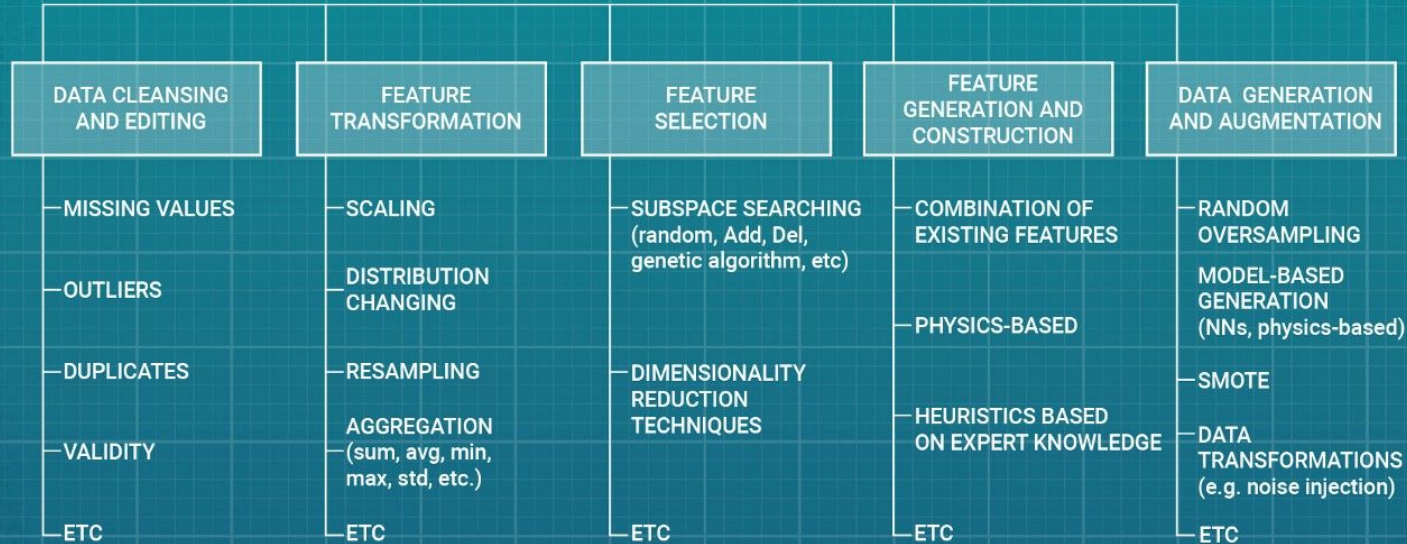 DATA CLEANSING
AND EDITING
MISSING VALUES
OUTLIERS
DUPLICATES
VALIDITY
ETC
FEATURE
TRANSFORMATION
SCALING
DISTRIBUTION
CHANGING
RESAMPLING
AGGREGATION
(sum, avg, min,
max, std, etc.)
ETC
FEATURE
SELECTION
SUBSPACE SEARCHING
(random, Add, Del,
genetic algorithm, etc)
DIMENSIONALITY
REDUCTION
TECHNIQUES
ETC
FEATURE
GENERATION AND
CONSTRUCTION
COMBINATION OF
EXISTING FEATURES
PHYSICS-BASED
HEURISTICS BASED
ON EXPERT KNOWLEDGE
ETC
DATA GENERATION
AND AUGMENTATION
RANDOM
OVERSAMPLING
MODEL-BASED
GENERATION
(NNs, physics-based)
SMOTE
DATA
TRANSFORMATIONS
(e.g. noise injection)
ETC